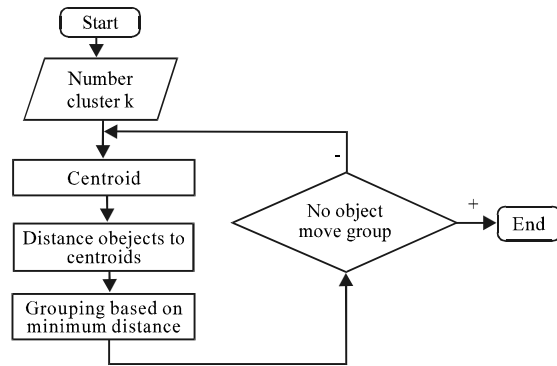 Start
Number
cluster k
Centroid
Distance obejects to
centroids
Grouping based on
minimum distance
-
No object
move group
+
End